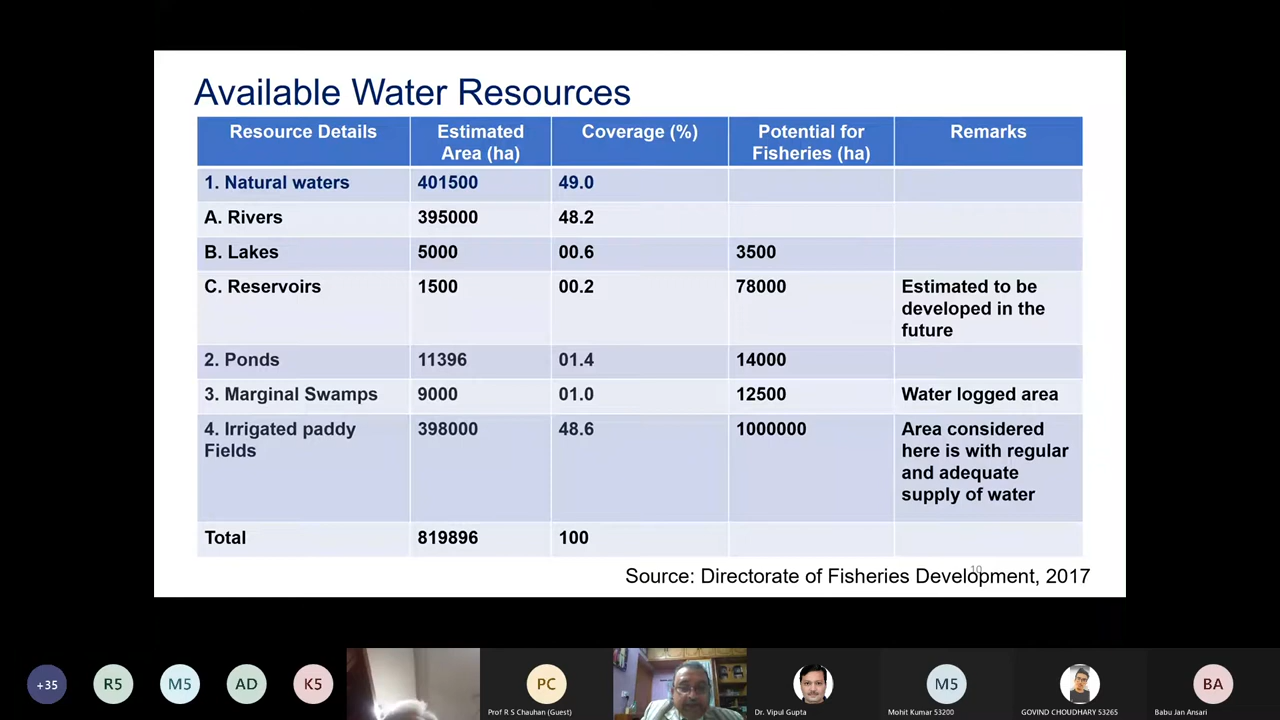 Available Water Resources
Resource Details Estimated Area (ha) Coverage (%) Potential for Fisheries (ha) Remarks
1. Natural waters 401500 49.0
A. Rivers 395000 48.2
B. Lakes 5000 00.6 3500
C. Reservoirs 1500 00.2 78000 Estimated to be developed in the future
2. Ponds 11396 01.4 14000
3. Marginal Swamps 9000 01.0 12500 Water logged area
4. Irrigated paddy Fields 398000 48.6 1000000 Area considered here is with regular and adequate supply of water
Total 819896 100
10
Source: Directorate of Fisheries Development, 2017
+35 R5 M5 AD K5 PC M5 BA
Prof R S Chauhan (Guest) Dr. Vipul Gupta Mohit Kumar 53200 GOVIND CHOUDHARY 53265 Babu Jan Ansari